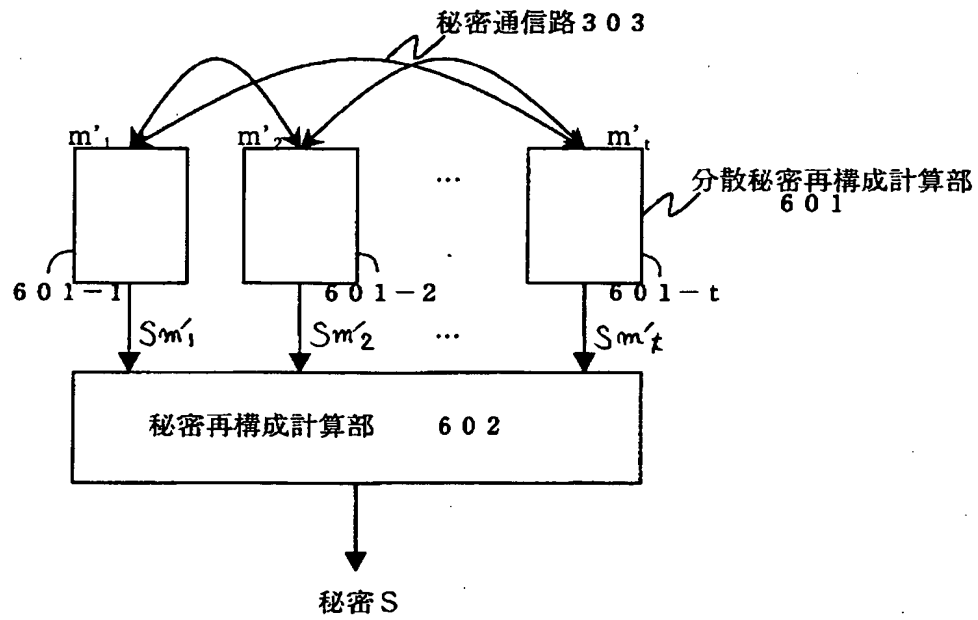 秘密通信路303
m'₁ m'₂ m'ₜ
... 分散秘密再構成計算部
601
601-1 601-2 601-t
Sm'₁ Sm'₂ ... Sm'ₜ
秘密再構成計算部 602
秘密S